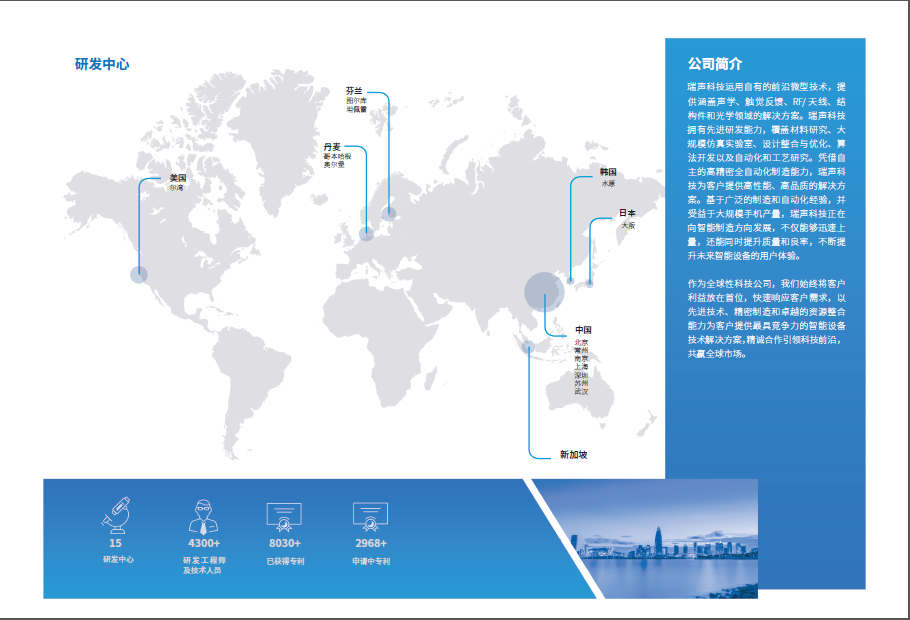 研发中心
芬兰
图尔库
坦佩雷
丹麦
哥本哈根
奥尔堡
美国
尔湾
韩国
水原
日本
大阪
中国
北京
常州
南京
上海
深圳
苏州
武汉
新加坡
公司简介
瑞声科技运用自有的前沿微型技术，提
供涵盖声学、触觉反馈、RF/ 天线、结
构件和光学领域的解决方案。瑞声科技
拥有先进研发能力，覆盖材料研究、大
规模仿真实验室、设计整合与优化、算
法开发以及自动化和工艺研究。凭借自
主的高精密全自动化制造能力，瑞声科
技为客户提供高性能、高品质的解决方
案。基于广泛的制造和自动化经验，并
受益于大规模手机产量，瑞声科技正在
向智能制造方向发展，不仅能够迅速上
量，还能同时提升质量和良率，不断提
升未来智能设备的用户体验。
作为全球性科技公司，我们始终将客户
利益放在首位，快速响应客户需求，以
先进技术、精密制造和卓越的资源整合
能力为客户提供最具竞争力的智能设备
技术解决方案，精诚合作引领科技前沿，
共赢全球市场。
15
研发中心
4300+
研发工程师
及技术人员
8030+
已获得专利
2968+
申请中专利